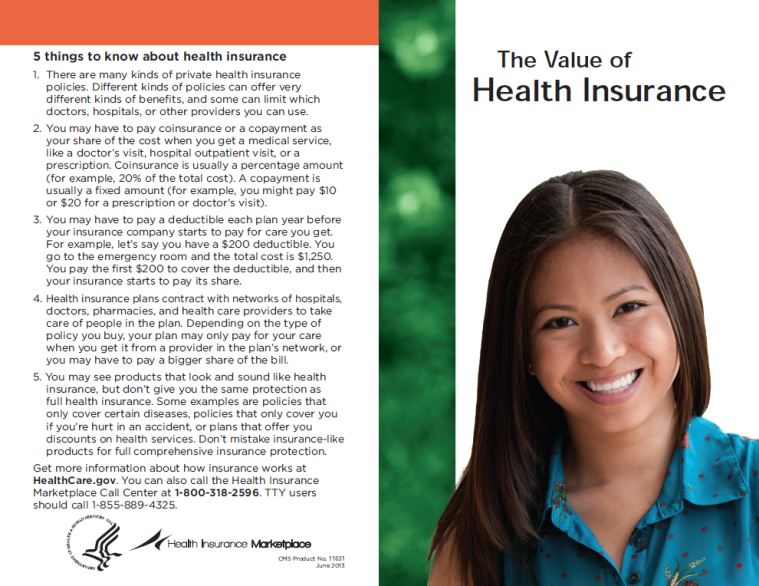 5 things to know about health insurance
1. There are many kinds of private health insurance
policies. Different kinds of policies can offer very
different kinds of benefits, and some can limit which
doctors, hospitals, or other providers you can use.
2. You may have to pay coinsurance or a copayment as
your share of the cost when you get a medical service,
like a doctor's visit, hospital outpatient visit, or a
prescription. Coinsurance is usually a percentage amount
(for example, 20% of the total cost). A copayment is
usually a fixed amount (for example, you might pay $10
or $20 for a prescription or doctor's visit).
3. You may have to pay a deductible each plan year before
your insurance company starts to pay for care you get.
For example, let's say you have a $200 deductible. You
go to the emergency room and the total cost is $1,250.
You pay the first $200 to cover the deductible, and then
your insurance starts to pay its share.
4. Health insurance plans contract with networks of hospitals,
doctors, pharmacies, and health care providers to take
care of people in the plan. Depending on the type of
policy you buy, your plan may only pay for your care
when you get it from a provider in the plan's network, or
you may have to pay a bigger share of the bill.
5. You may see products that look and sound like health
insurance, but don't give you the same protection as
full health insurance. Some examples are policies that
only cover certain diseases, policies that only cover you
if you're hurt in an accident, or plans that offer you
discounts on health services. Don't mistake insurance-like
products for full comprehensive insurance protection.
Get more information about how insurance works at
HealthCare.gov. You can also call the Health Insurance
Marketplace Call Center at 1-800-318-2596. TTY users
should call 1-855-889-4325.
DEPARTMENT OF HEALTH & HUMAN SERVICES USA
Health Insurance Marketplace
CMS Product No. 11631
June 2013
The Value of
Health Insurance